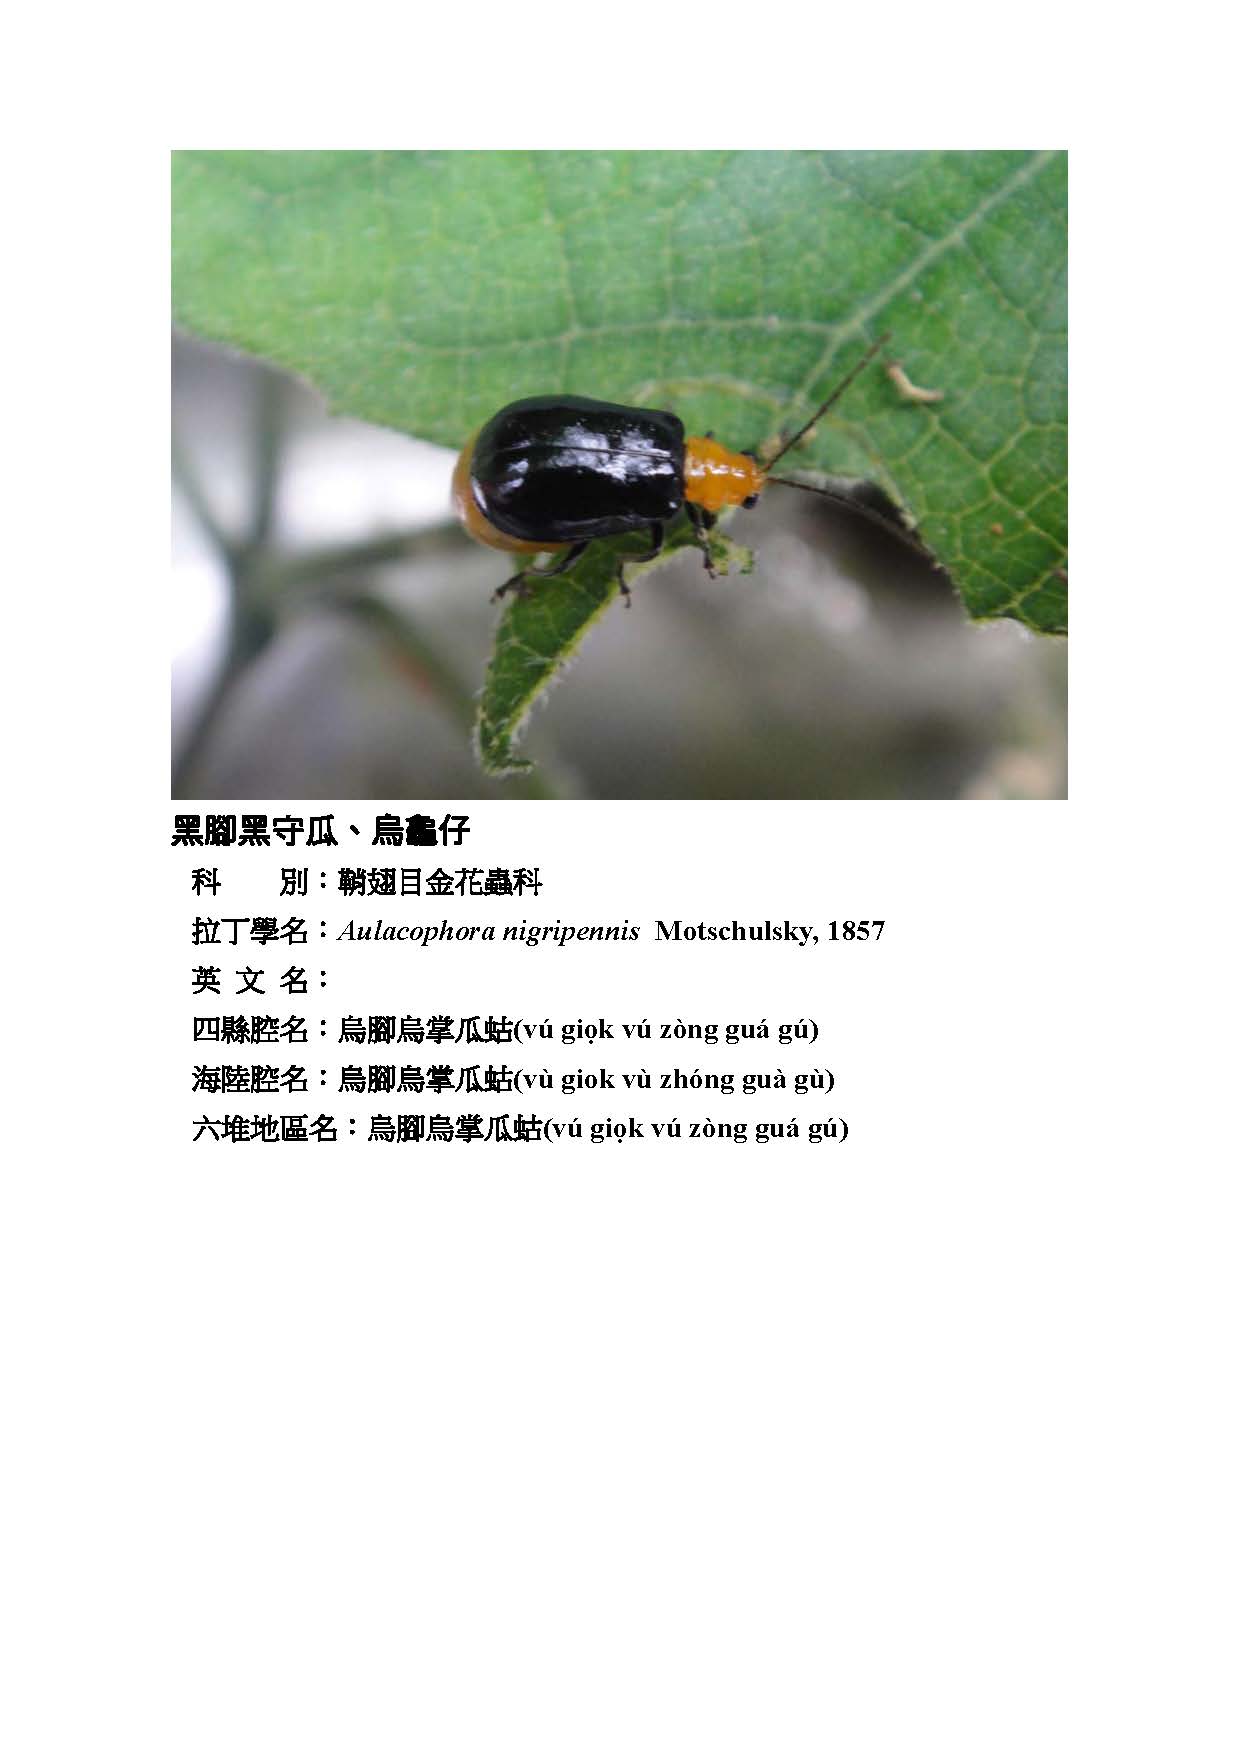 黑腳黑守瓜、烏龜仔
科　　別：鞘翅目金花蟲科
拉丁學名：Aulacophora nigripennis Motschulsky, 1857
英 文 名：
四縣腔名：烏腳烏掌瓜蛄(vú giọk vú zòng guá gú)
海陸腔名：烏腳烏掌瓜蛄(vù giok vù zhóng guà gù)
六堆地區名：烏腳烏掌瓜蛄(vú giọk vú zòng guá gú)